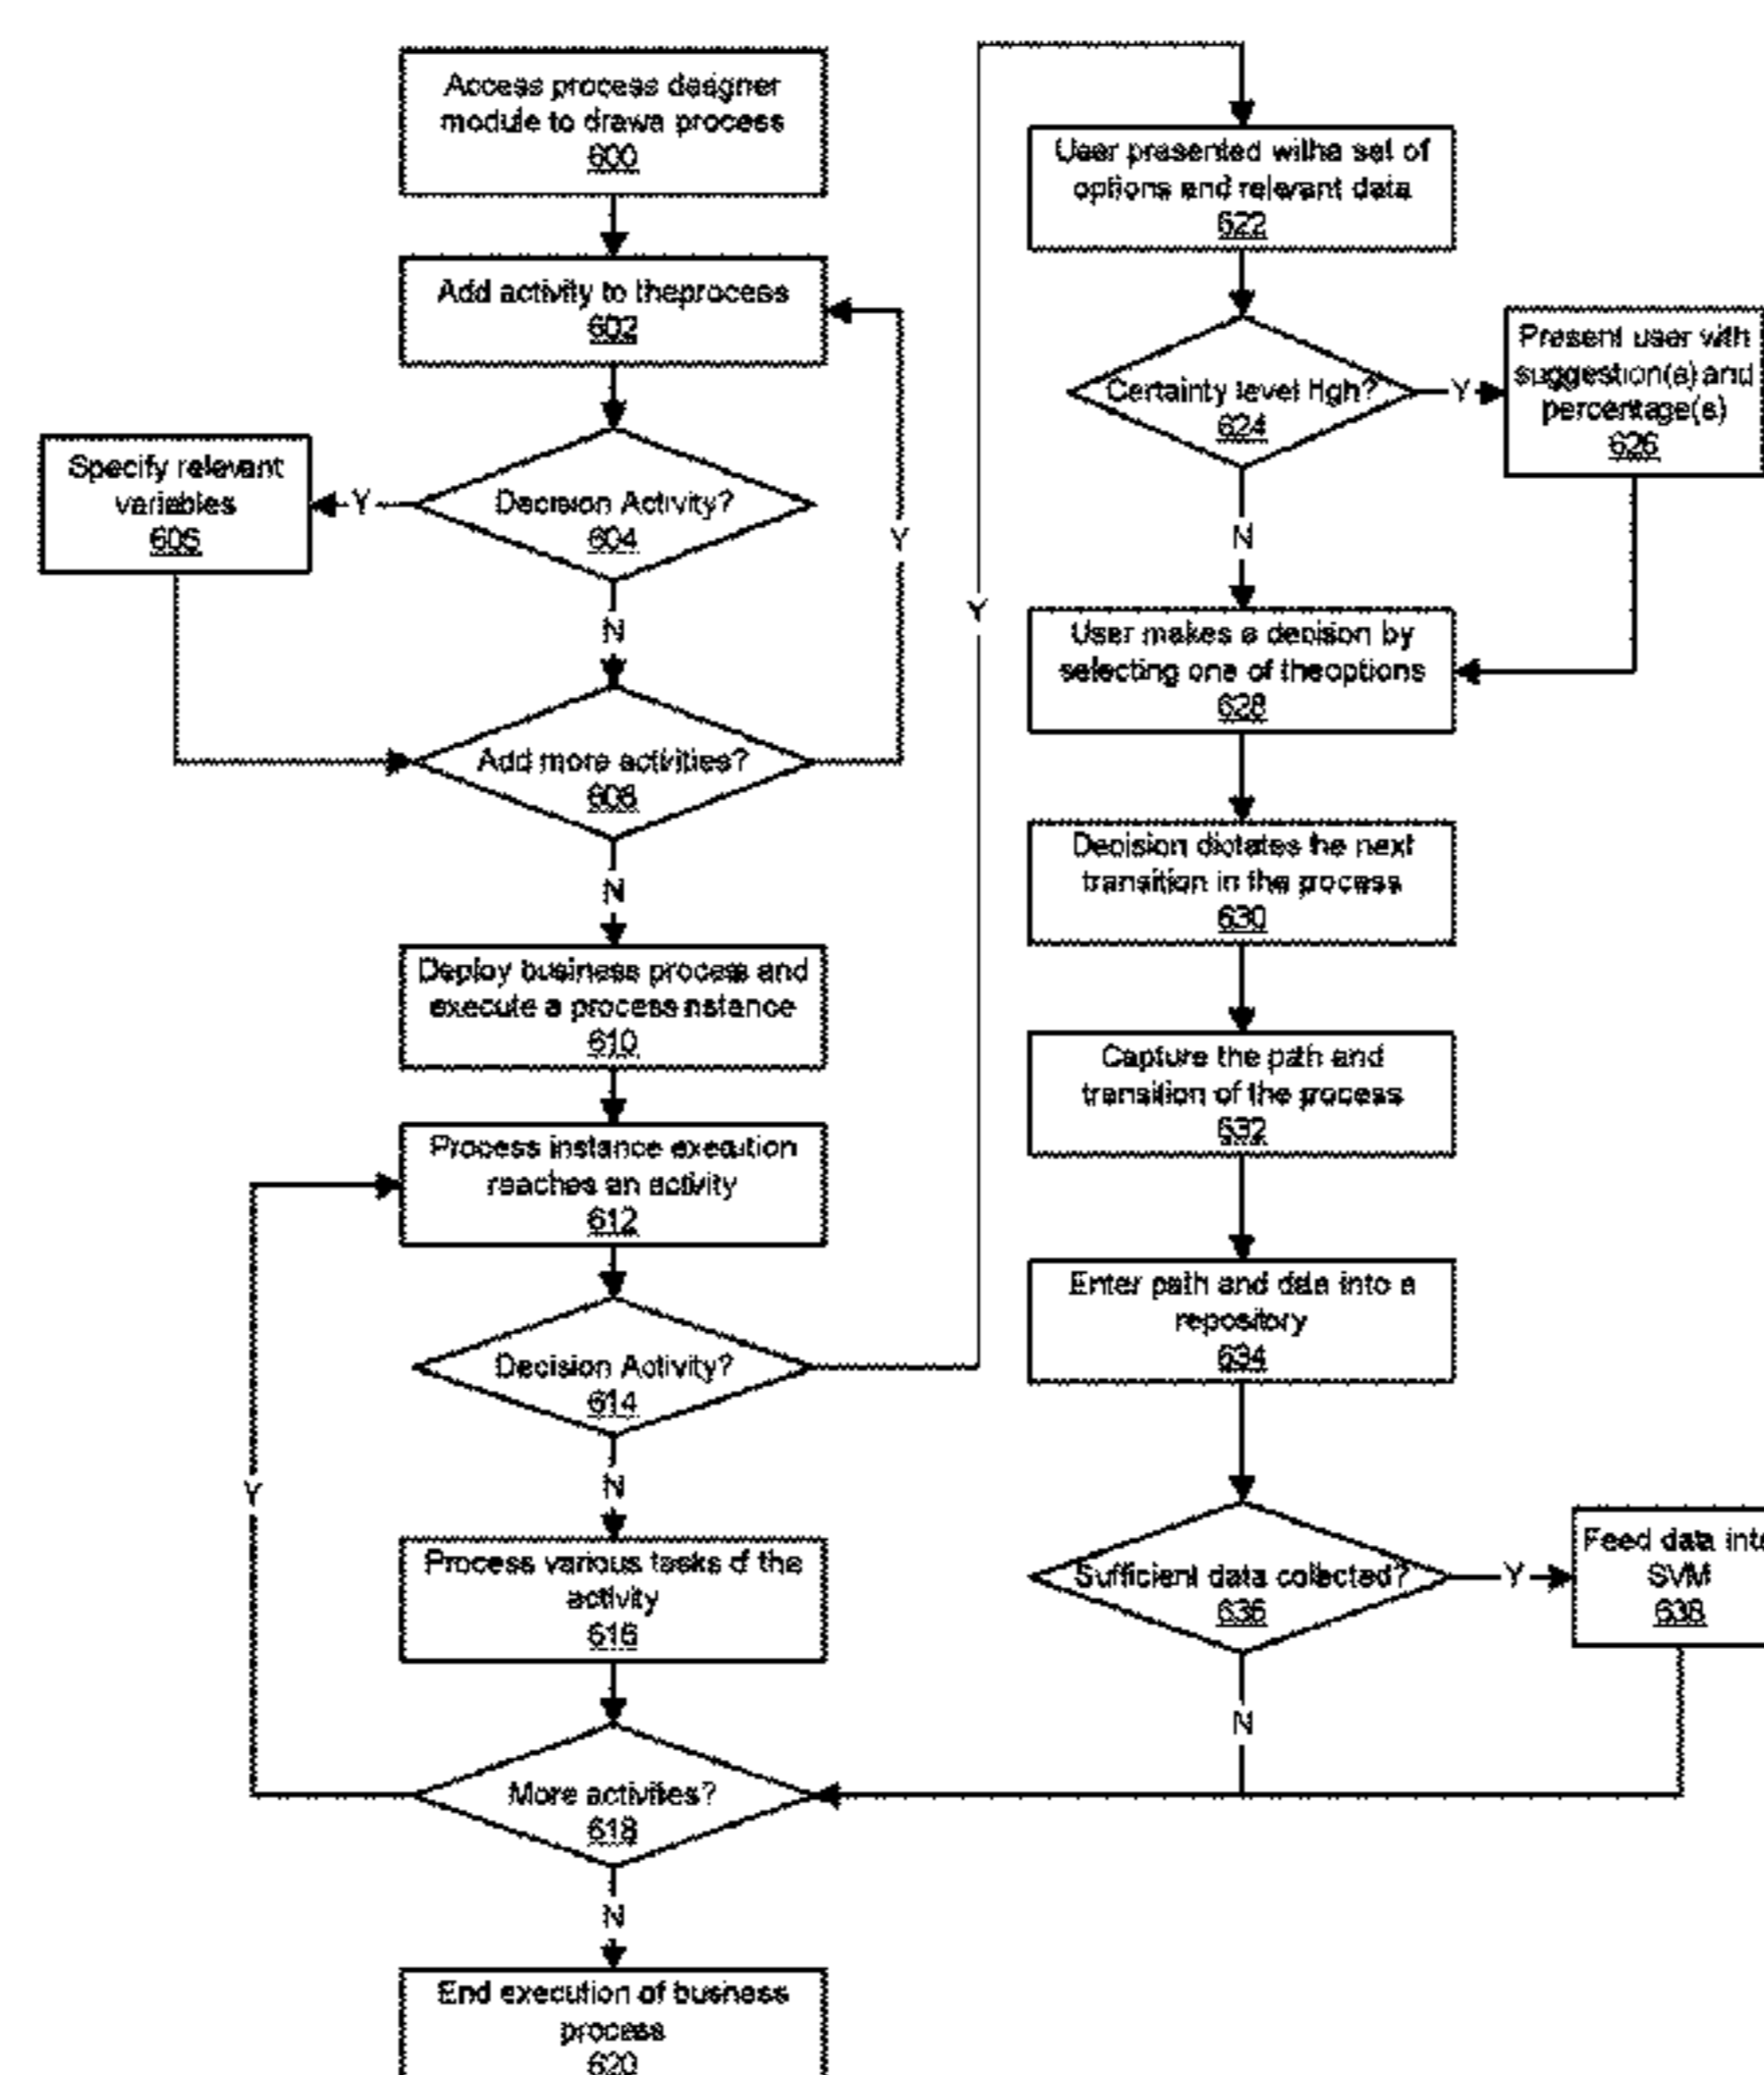 Access process designer
module to drawa process
600
Add activity to theprocess
602
Decision Activity?
604
Y
Specify relevant
variables
606
N
Y
Add more activities?
608
N
Deploy business process and
execute a process nstance
610
Process instance execution
reaches an activity
612
Decision Activity?
614
Y
N
Process various tasks of the
activity
616
Y
More activities?
618
N
End execution of business
process
620
User presented witha set of
options and relevant data
622
Certainty level high?
624
Y
Present user with
suggestion(s) and
percentage(s)
626
N
User makes a decision by
selecting one of theoptions
628
Decision dictates the next
transition in the process
630
Capture the path and
transition of the process
632
Enter path and data into a
repository
634
Sufficient data collected?
636
Y
Feed data into
SVM
638
N